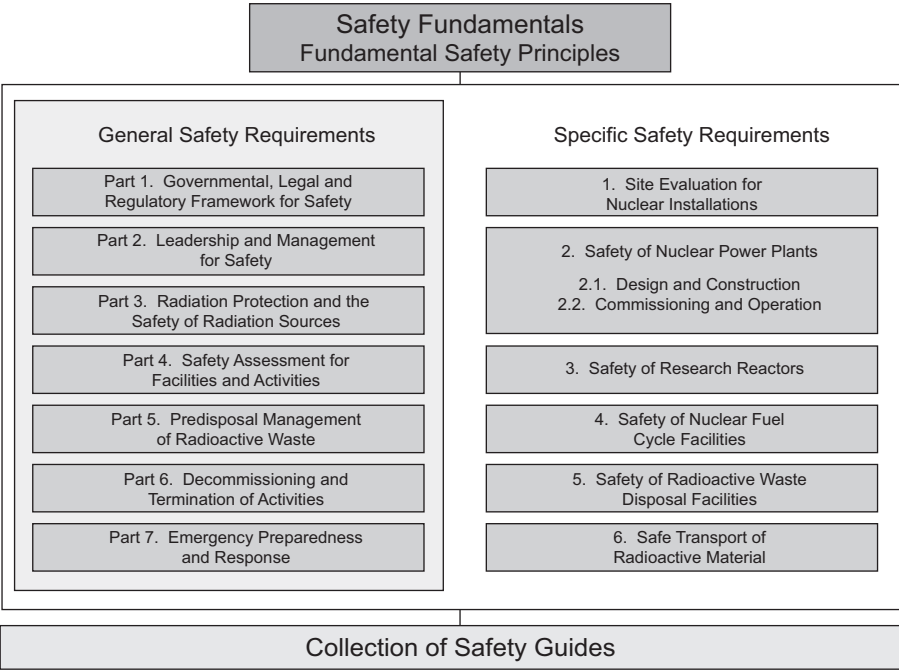 Safety Fundamentals
Fundamental Safety Principles
General Safety Requirements
Part 1. Governmental, Legal and
Regulatory Framework for Safety
Part 2. Leadership and Management
for Safety
Part 3. Radiation Protection and the
Safety of Radiation Sources
Part 4. Safety Assessment for
Facilities and Activities
Part 5. Predisposal Management
of Radioactive Waste
Part 6. Decommissioning and
Termination of Activities
Part 7. Emergency Preparedness
and Response
Specific Safety Requirements
1. Site Evaluation for
Nuclear Installations
2. Safety of Nuclear Power Plants
2.1. Design and Construction
2.2. Commissioning and Operation
3. Safety of Research Reactors
4. Safety of Nuclear Fuel
Cycle Facilities
5. Safety of Radioactive Waste
Disposal Facilities
6. Safe Transport of
Radioactive Material
Collection of Safety Guides